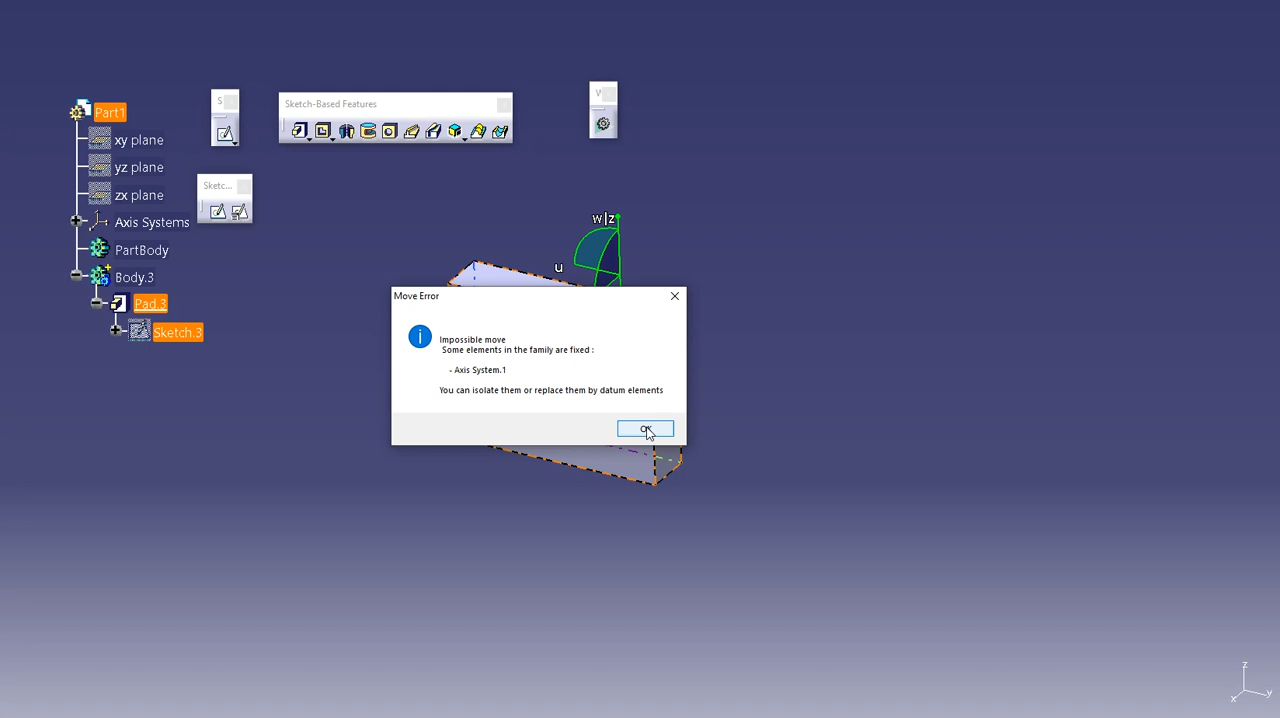 Sketch-Based Features
S
W
Part1
xy plane
yz plane
zx plane
Sketc...
Axis Systems
w|z
PartBody
u
Body.3
Pad.3
Sketch.3
Move Error
Impossible move
Some elements in the family are fixed :
- Axis System.1
You can isolate them or replace them by datum elements
OK
z
x
y